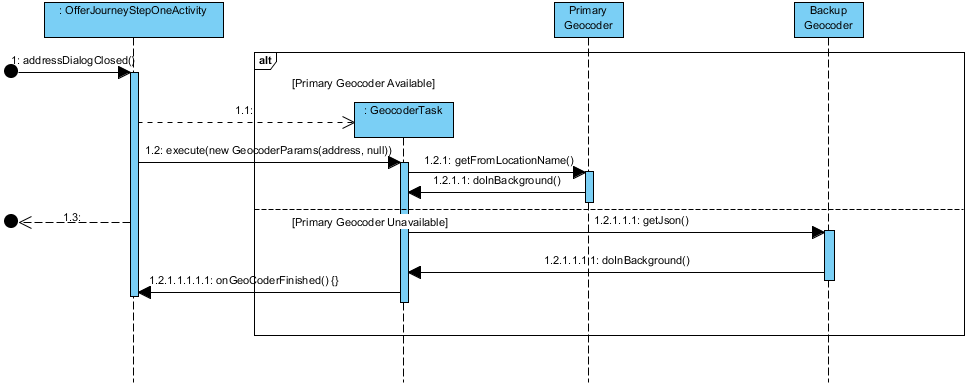 : OfferJourneyStepOneActivity
Primary
Geocoder
Backup
Geocoder
1: addressDialogClosed()
alt
[Primary Geocoder Available]
1.1:
: GeocoderTask
1.2: execute(new GeocoderParams(address, null))
1.2.1: getFromLocationName()
1.2.1.1: doInBackground()
1.3:
[Primary Geocoder Unavailable]
1.2.1.1.1: getJson()
1.2.1.1.1.1: doInBackground()
1.2.1.1.1.1.1: onGeoCoderFinished() {}